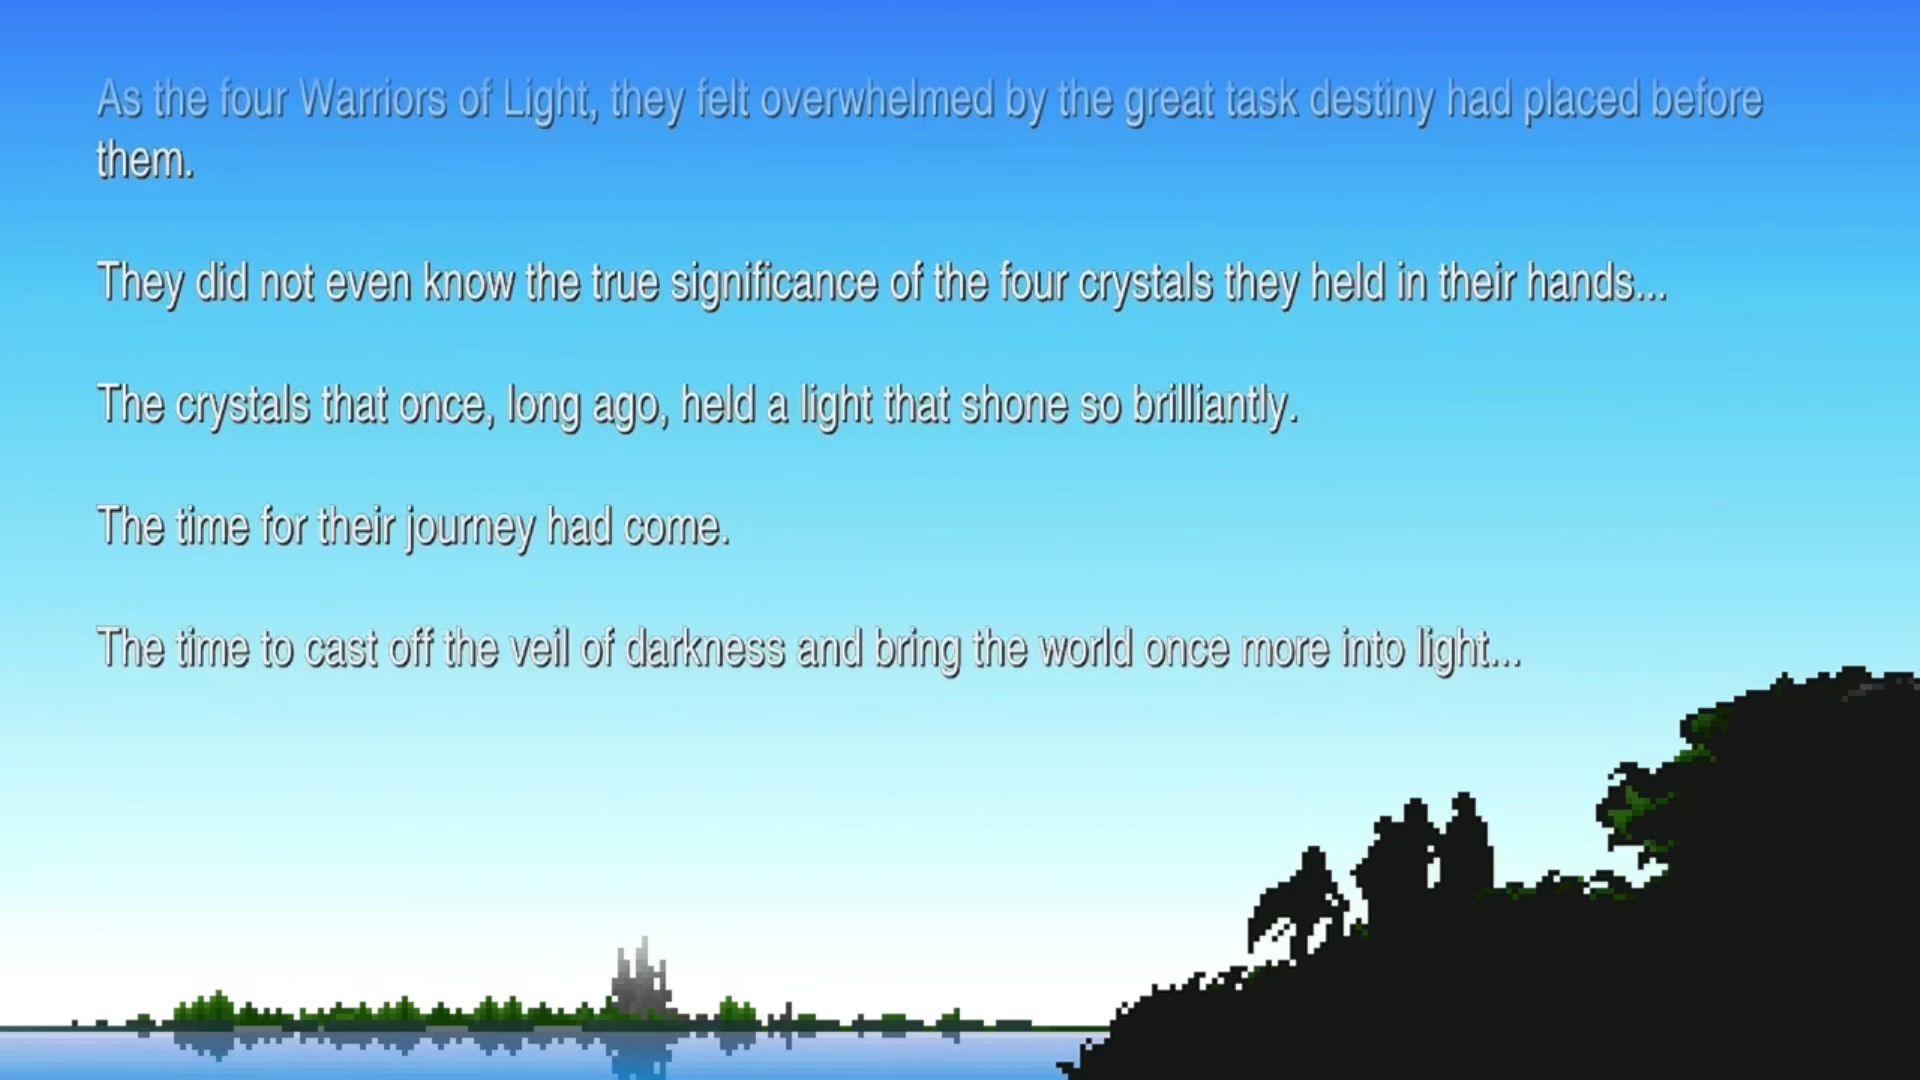 As the four Warriors of Light, they felt overwhelmed by the great task destiny had placed before
them.
They did not even know the true significance of the four crystals they held in their hands...
The crystals that once, long ago, held a light that shone so brilliantly.
The time for their journey had come.
The time to cast off the veil of darkness and bring the world once more into light...